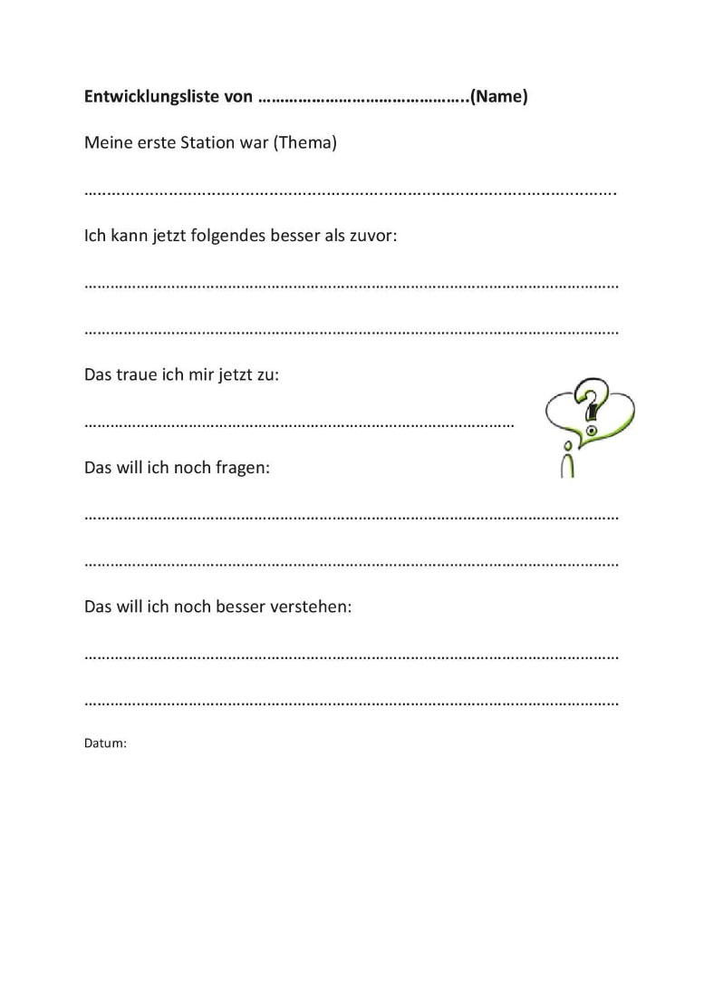 Entwicklungsliste von ………………………………………..(Name)
Meine erste Station war (Thema)
…………………………………………………………………………………………………………
Ich kann jetzt folgendes besser als zuvor:
…………………………………………………………………………………………………………
…………………………………………………………………………………………………………
Das traue ich mir jetzt zu:
……………………………………………………………………………………
Das will ich noch fragen:
…………………………………………………………………………………………………………
…………………………………………………………………………………………………………
Das will ich noch besser verstehen:
…………………………………………………………………………………………………………
…………………………………………………………………………………………………………
Datum: